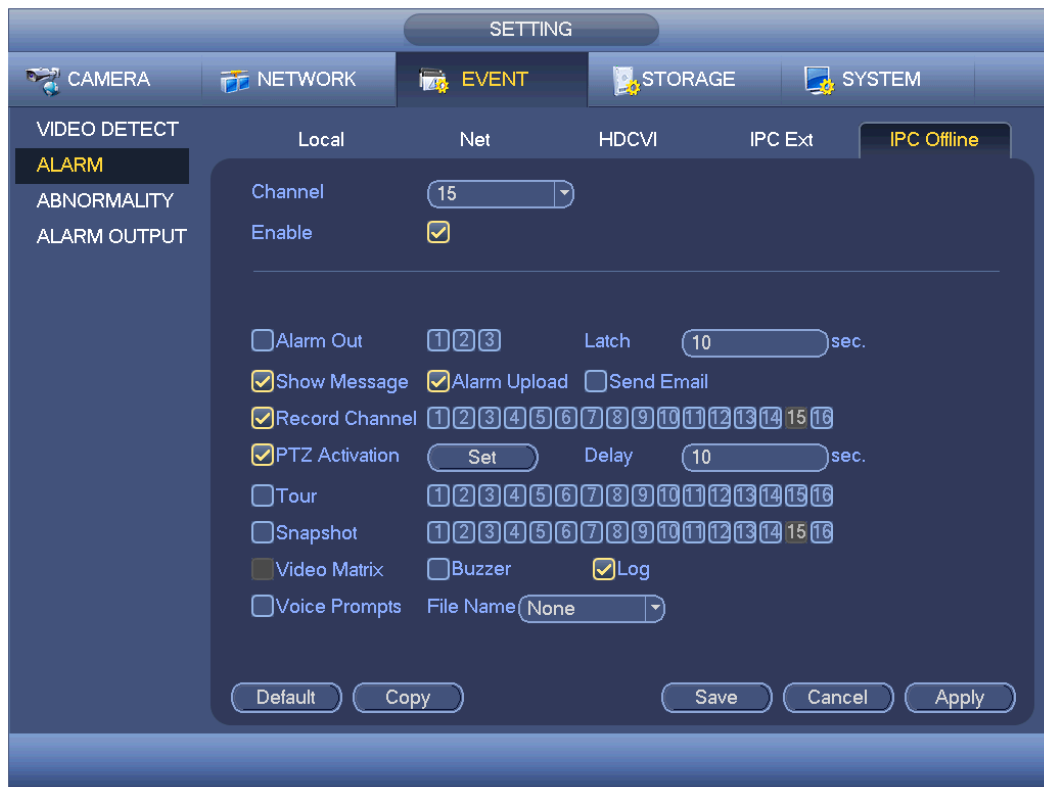 SETTING
CAMERA NETWORK EVENT STORAGE SYSTEM
VIDEO DETECT
ALARM
ABNORMALITY
ALARM OUTPUT
Local Net HDCVI IPC Ext IPC Offline
Channel 15
Enable
Alarm Out 1 2 3 Latch 10 sec.
Show Message Alarm Upload Send Email
Record Channel 1 2 3 4 5 6 7 8 9 10 11 12 13 14 15 16
PTZ Activation Set Delay 10 sec.
Tour 1 2 3 4 5 6 7 8 9 10 11 12 13 14 15 16
Snapshot 1 2 3 4 5 6 7 8 9 10 11 12 13 14 15 16
Video Matrix Buzzer Log
Voice Prompts File Name None
Default Copy Save Cancel Apply